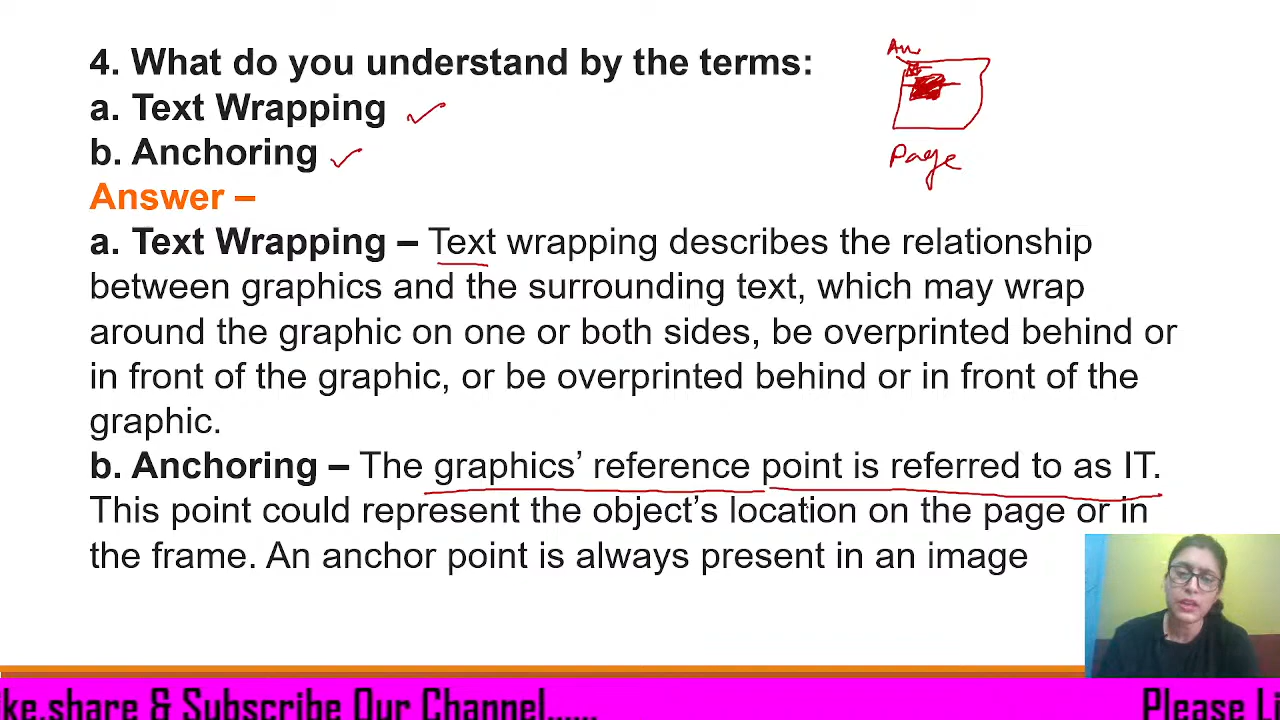 4. What do you understand by the terms:
a. Text Wrapping
b. Anchoring
An
Page
Answer –
a. Text Wrapping – Text wrapping describes the relationship
between graphics and the surrounding text, which may wrap
around the graphic on one or both sides, be overprinted behind or
in front of the graphic, or be overprinted behind or in front of the
graphic.
b. Anchoring – The graphics’ reference point is referred to as IT.
This point could represent the object’s location on the page or in
the frame. An anchor point is always present in an image
ke,share & Subscribe Our Channel...... Please Li